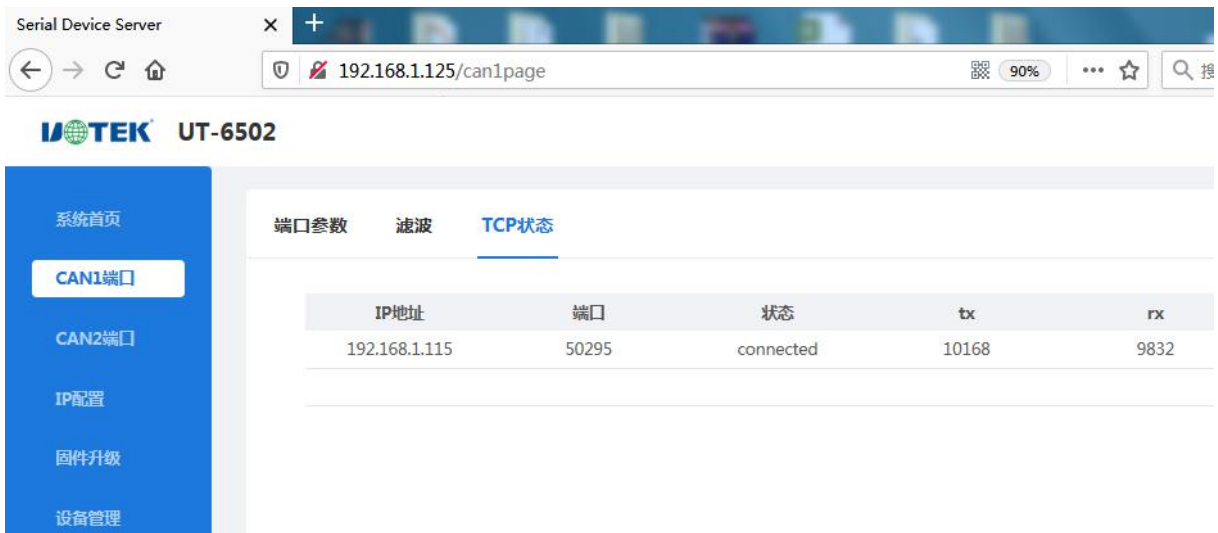 Serial Device Server
192.168.1.125/can1page 90% 搜
UOTEK UT-6502
系统首页
CAN1端口
CAN2端口
IP配置
固件升级
设备管理
端口参数 滤波 TCP状态
IP地址 端口 状态 tx rx
192.168.1.115 50295 connected 10168 9832